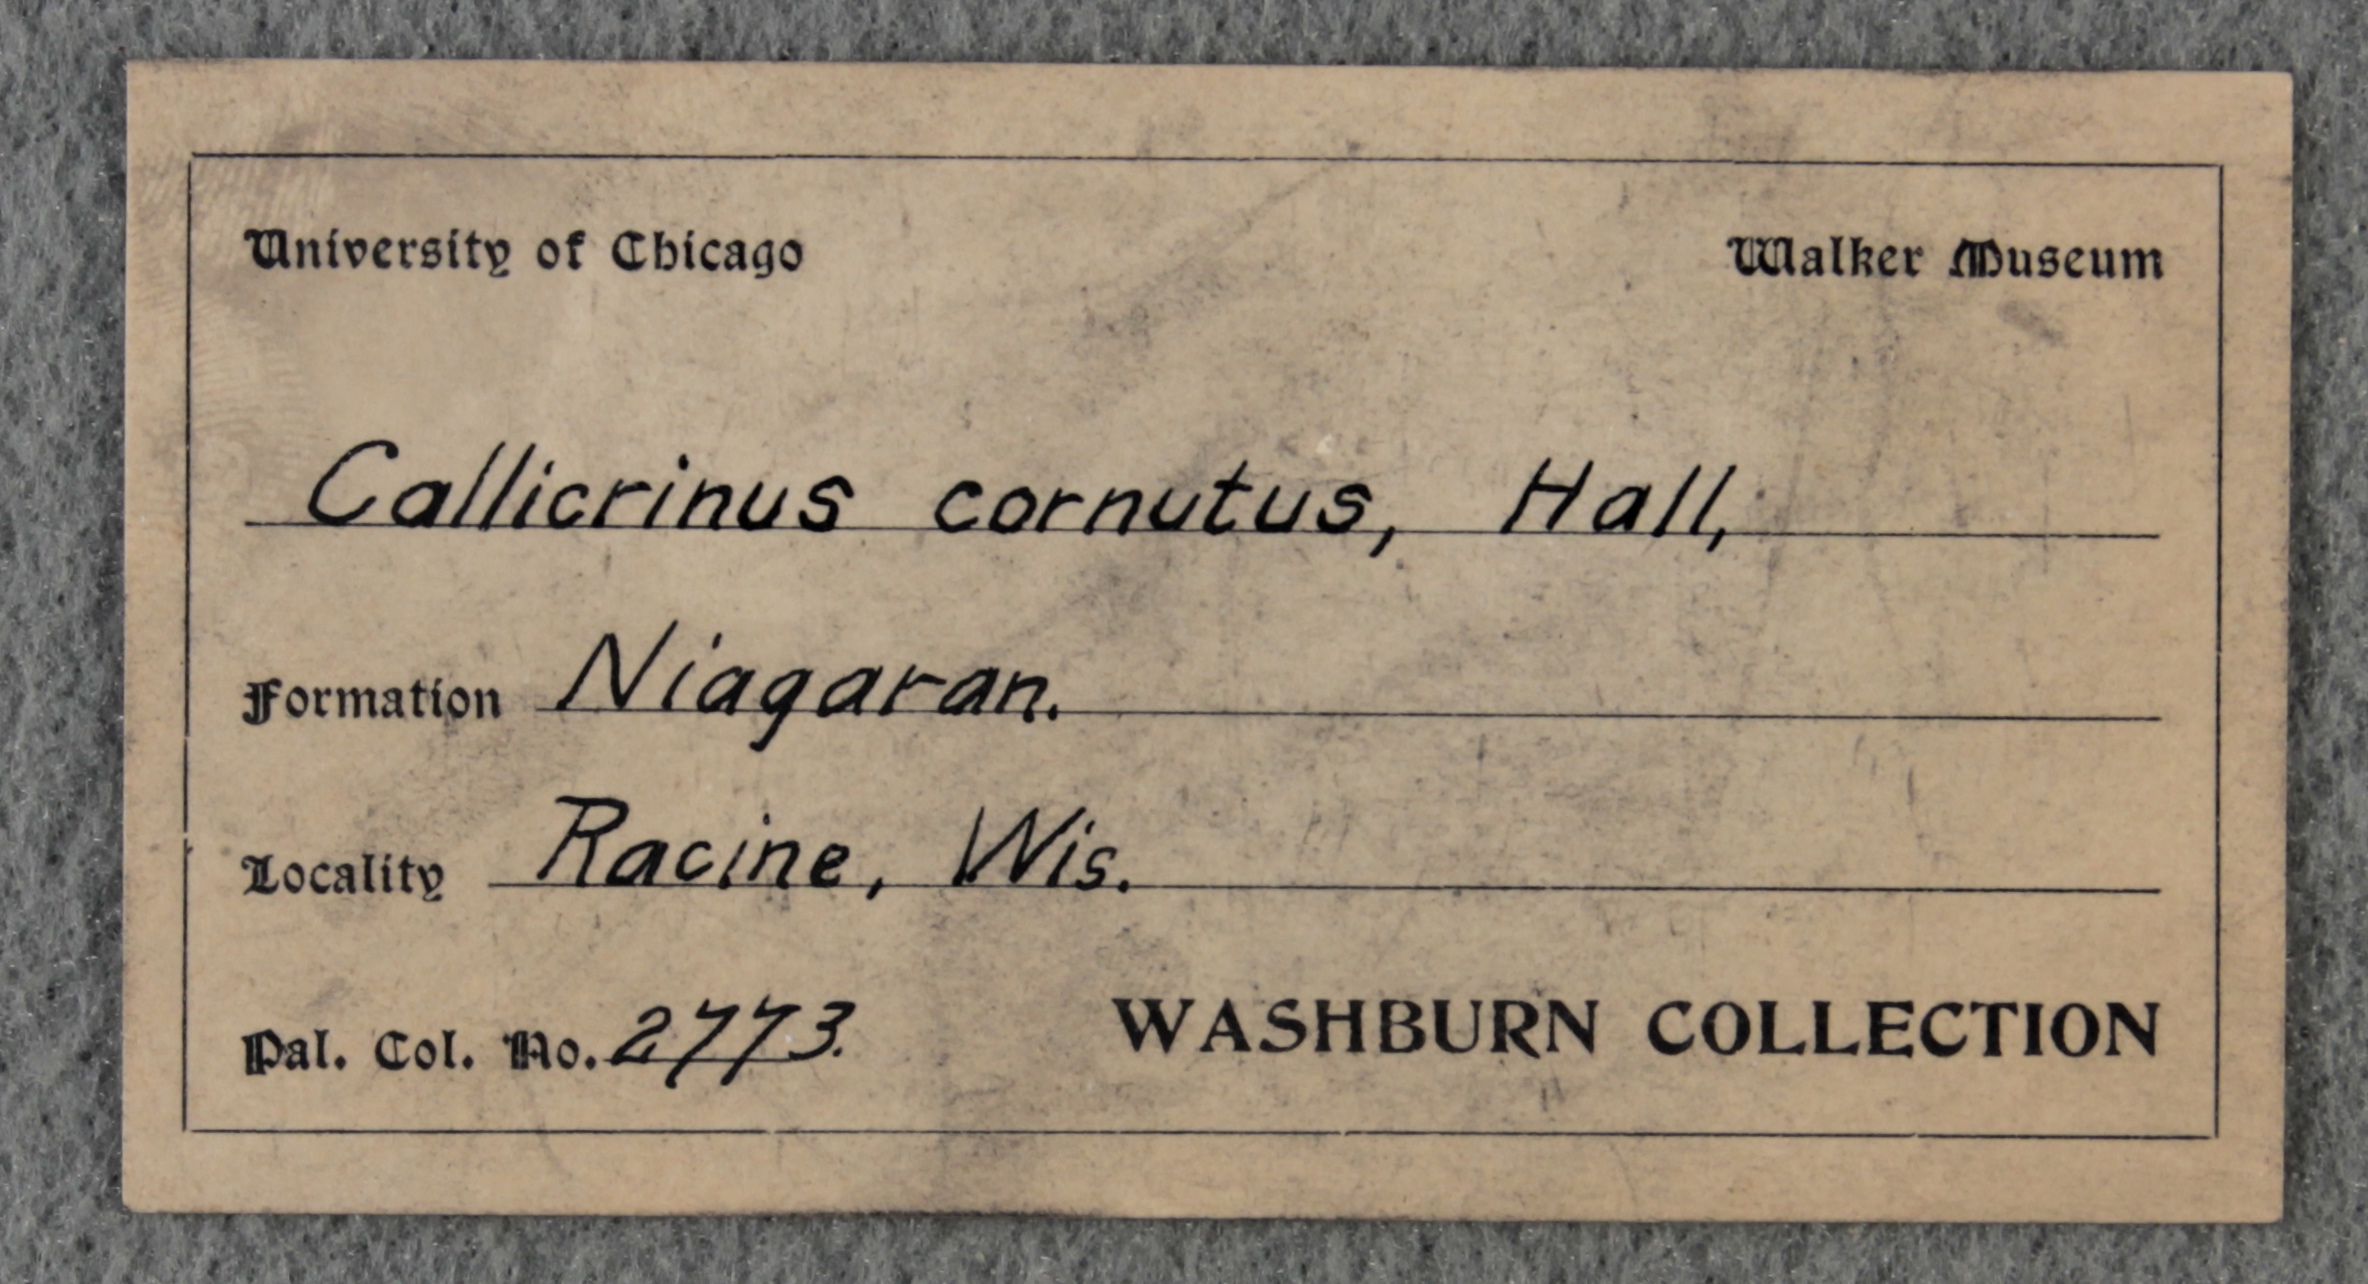 University of Chicago Walker Museum
Callicrinus cornutus, Hall,
Formation Niagaran.
Locality Racine, Wis.
Pal. Col. No. 2773. WASHBURN COLLECTION